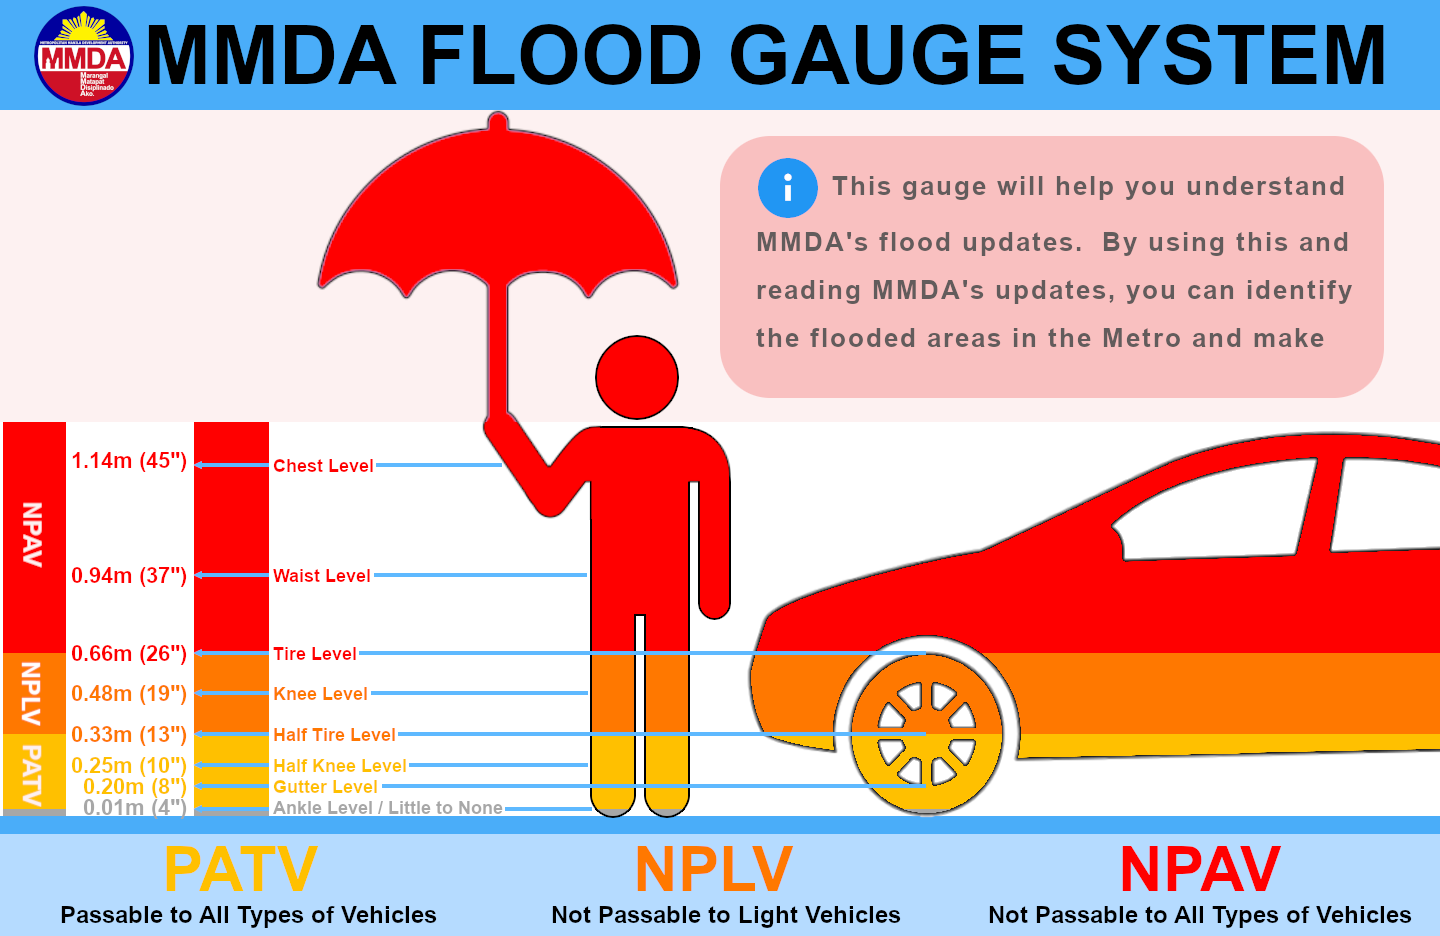 METROPOLITAN MANILA DEVELOPMENT AUTHORITY
MMDA
Marangal
Matapat
Disiplinado
Ako.
MMDA FLOOD GAUGE SYSTEM
i This gauge will help you understand
MMDA's flood updates. By using this and
reading MMDA's updates, you can identify
the flooded areas in the Metro and make
NPAV
1.14m (45") Chest Level
0.94m (37") Waist Level
0.66m (26") Tire Level
NPLV
0.48m (19") Knee Level
0.33m (13") Half Tire Level
PATV
0.25m (10") Half Knee Level
0.20m (8") Gutter Level
0.01m (4") Ankle Level / Little to None
PATV
Passable to All Types of Vehicles
NPLV
Not Passable to Light Vehicles
NPAV
Not Passable to All Types of Vehicles